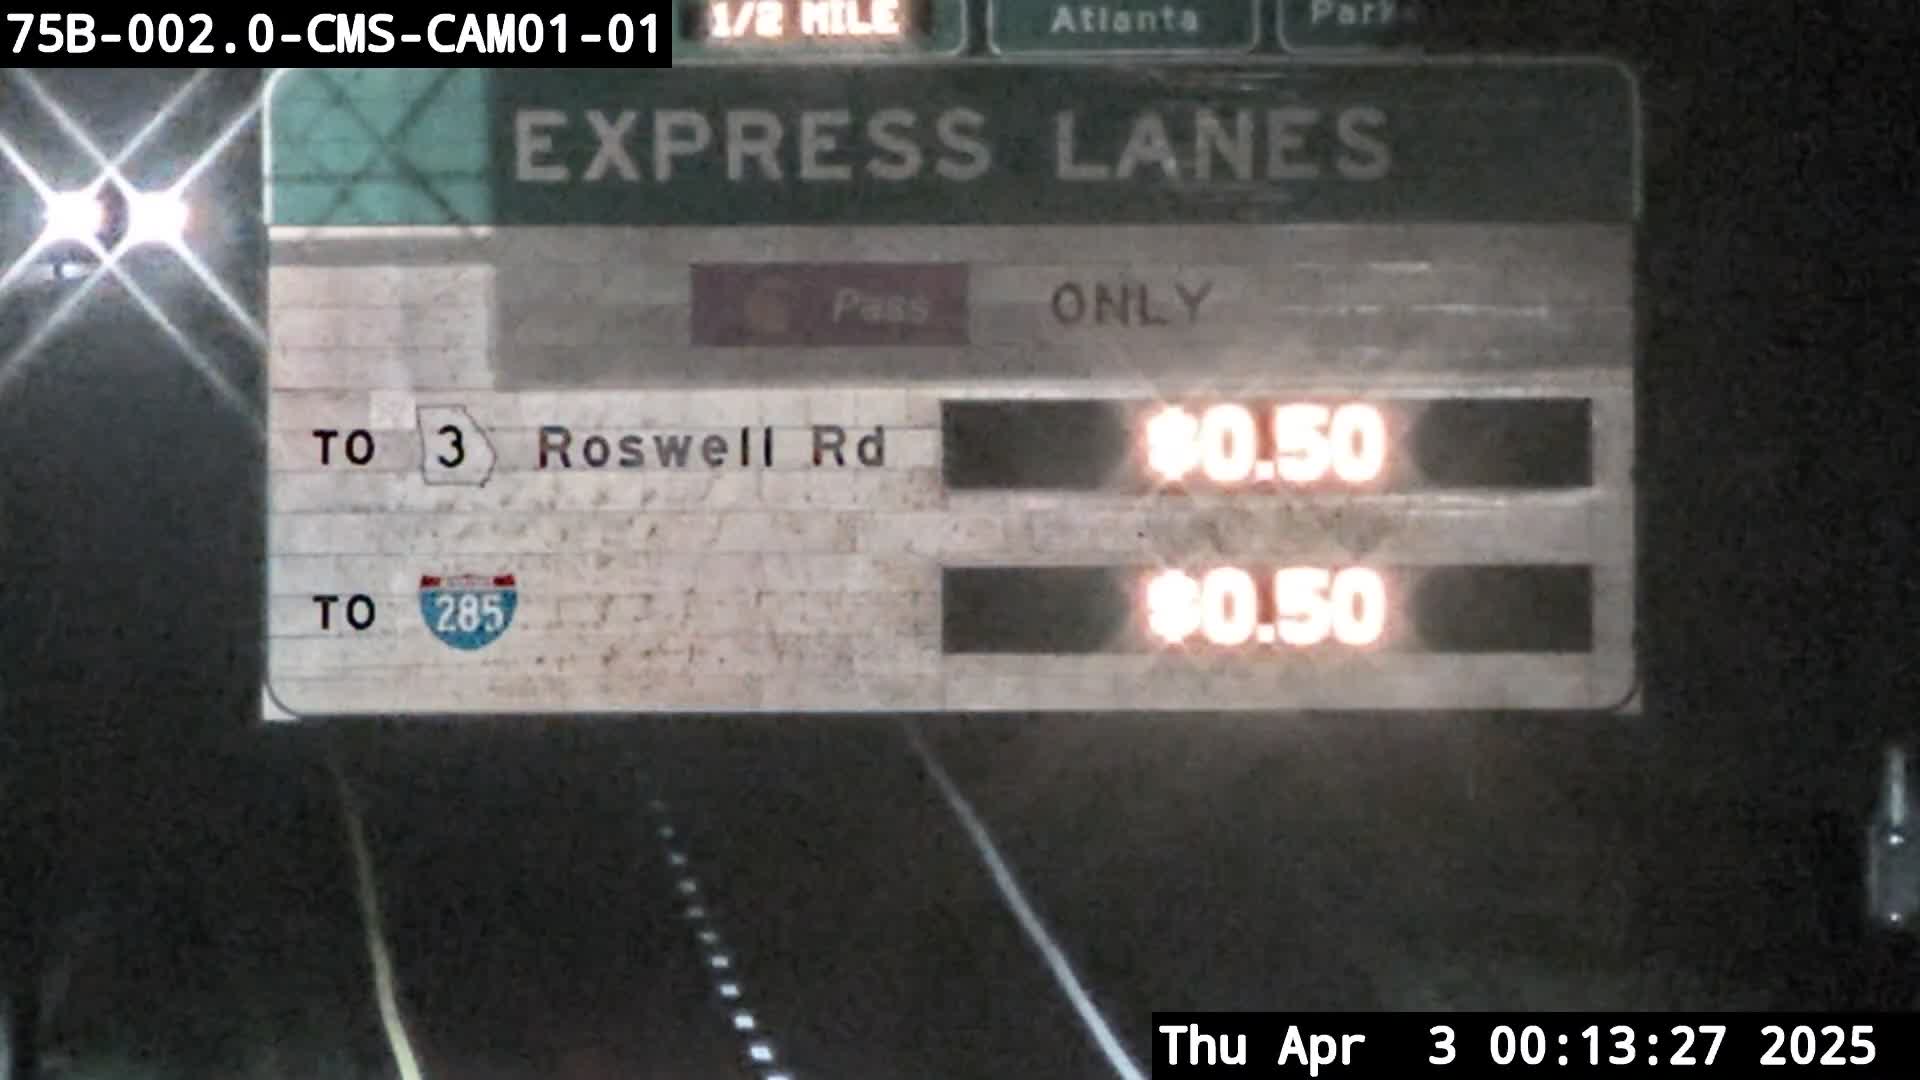 75B-002.0-CMS-CAM01-01
1/2 MILE
Atlanta
EXPRESS LANES
Pass ONLY
TO 3 Roswell Rd $0.50
TO 285 $0.50
Thu Apr 3 00:13:27 2025